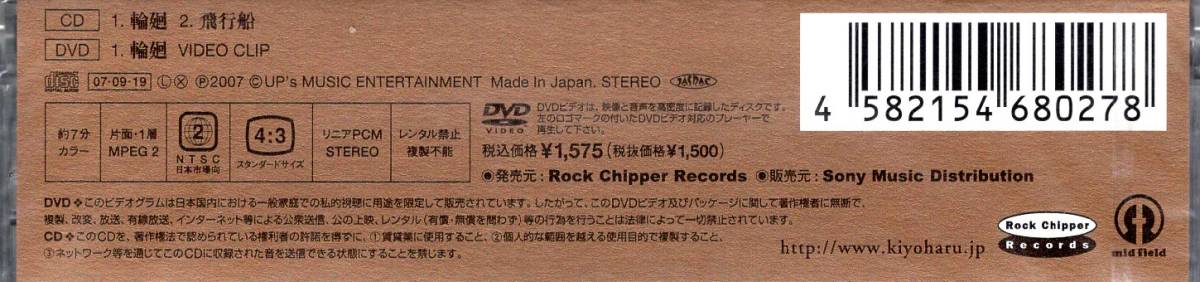 CD 1. 輪廻 2. 飛行船
DVD 1. 輪廻 VIDEO CLIP
disc DIGITAL AUDIO 07・09・19 Ⓛ Ⓧ ℗2007 ©UP's MUSIC ENTERTAINMENT Made In Japan. STEREO JASRAC
約7分 カラー
片面・1層 MPEG 2
2 NTSC 日本市場向
4:3 スタンダードサイズ
リニアPCM STEREO
レンタル禁止 複製不能
DVD VIDEO
DVDビデオは、映像と音声を高密度に記録したディスクです。
左のロゴマークの付いたDVDビデオ対応のプレーヤーで
再生して下さい。
税込価格¥1,575(税抜価格¥1,500)
●発売元:Rock Chipper Records ●販売元:Sony Music Distribution
4 582154 680278
DVD❖このビデオグラムは日本国内における一般家庭での私的視聴に用途を限定して販売されています。したがって、このDVDビデオ及びパッケージに関して著作権者に無断で、
複製、改変、放送、有線放送、インターネット等による公衆送信、公の上映、レンタル(有償・無償を問わず)等の行為を行うことは法律によって一切禁止されています。
CD❖このCDを、著作権法で認められている権利者の許諾を得ずに、①賃貸業に使用すること、②個人的な範囲を越える使用目的で複製すること、
③ネットワーク等を通じてこのCDに収録された音を送信できる状態にすることを禁じます。
http://www.kiyoharu.jp
Rock Chipper
Records
mid field